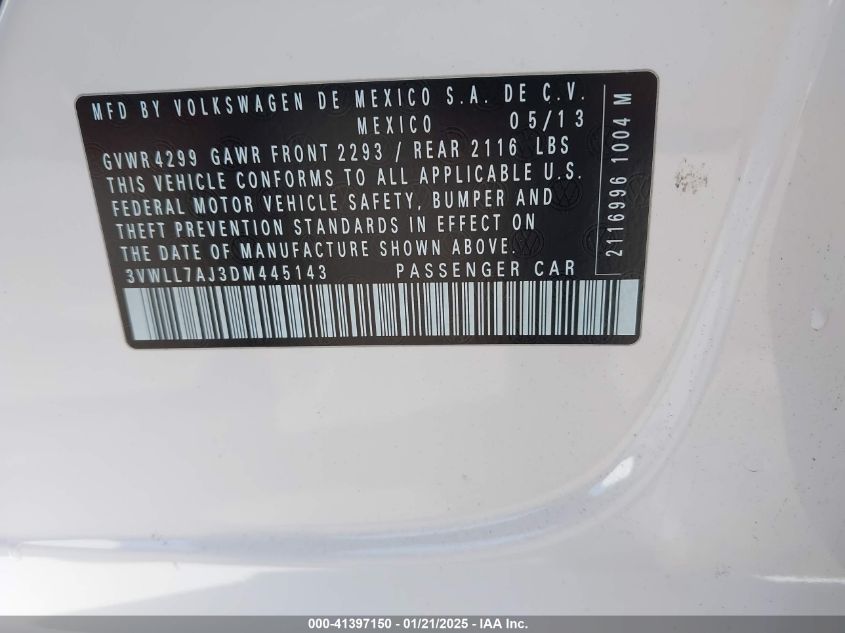 MFD BY VOLKSWAGEN DE MEXICO S.A. DE C.V.
MEXICO 05/13
GVWR 4299 GAWR FRONT 2293 / REAR 2116 LBS
THIS VEHICLE CONFORMS TO ALL APPLICABLE U.S.
FEDERAL MOTOR VEHICLE SAFETY, BUMPER AND
THEFT PREVENTION STANDARDS IN EFFECT ON
THE DATE OF MANUFACTURE SHOWN ABOVE.
3VWLL7AJ3DM445143 PASSENGER CAR
2116996 1004 M
000-41397150 - 01/21/2025 - IAA Inc.